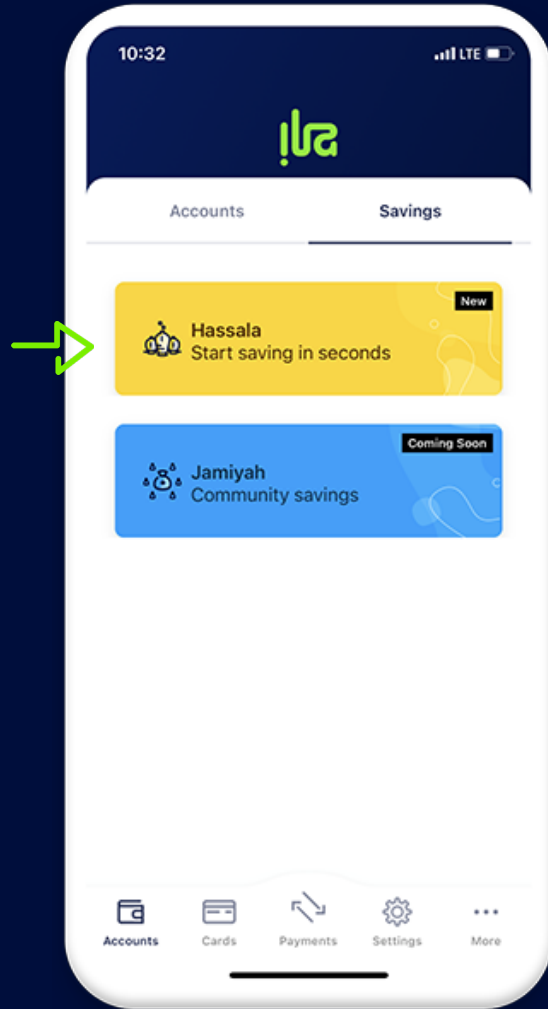 10:32
LTE
ila
Accounts
Savings
New
Hassala
Start saving in seconds
Coming Soon
Jamiyah
Community savings
Accounts
Cards
Payments
Settings
More